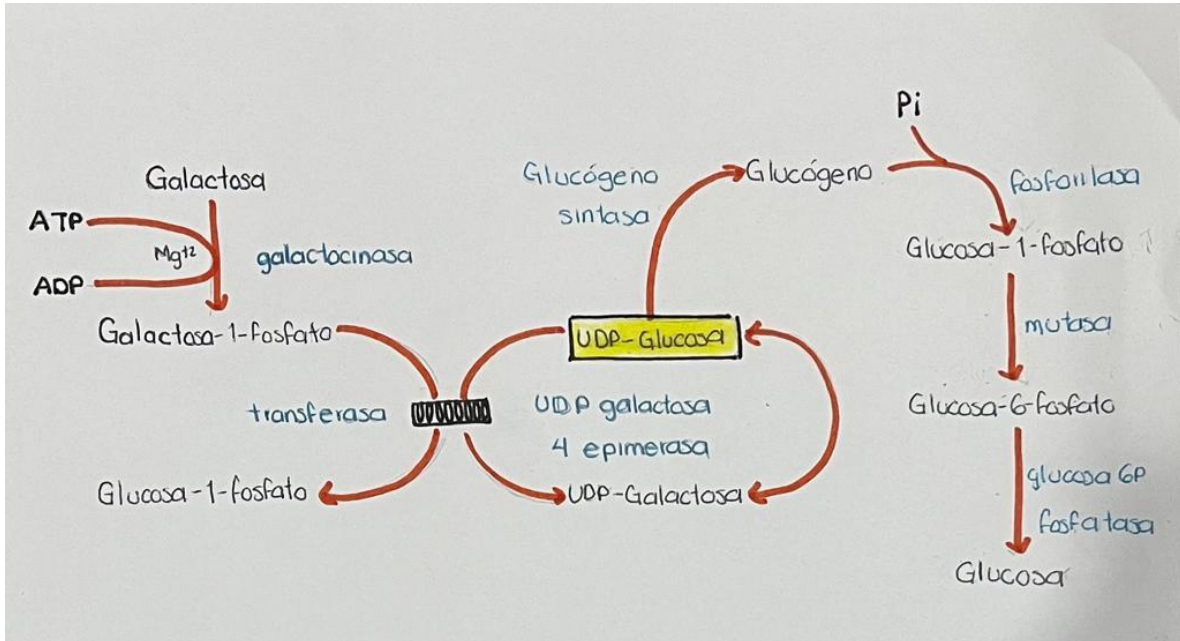 Pi
Galactosa
Glucógeno
sintasa
Glucógeno
fosforilasa
ATP
Mg+2
galactocinasa
ADP
Glucosa-1-fosfato
Galactosa-1-fosfato
UDP-Glucosa
mutasa
transferasa
UDP galactosa
4 epimerasa
Glucosa-6-fosfato
Glucosa-1-fosfato
UDP-Galactosa
glucosa 6P
fosfatasa
Glucosa